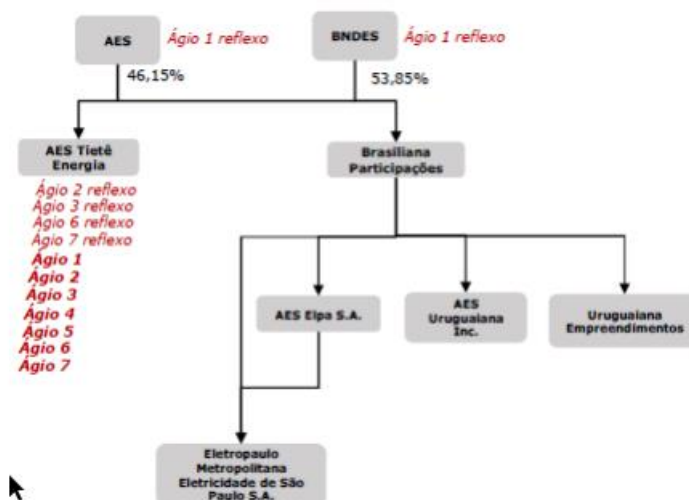 AES
Ágio 1 reflexo
BNDES
Ágio 1 reflexo
46,15%
53,85%
AES Tietê
Energia
Brasiliana
Participações
Ágio 2 reflexo
Ágio 3 reflexo
Ágio 6 reflexo
Ágio 7 reflexo
Ágio 1
Ágio 2
Ágio 3
Ágio 4
Ágio 5
Ágio 6
Ágio 7
AES Elpa S.A.
AES
Uruguaiana
Inc.
Uruguaiana
Empreendimentos
Eletropaulo
Metropolitana
Eletricidade de São
Paulo S.A.